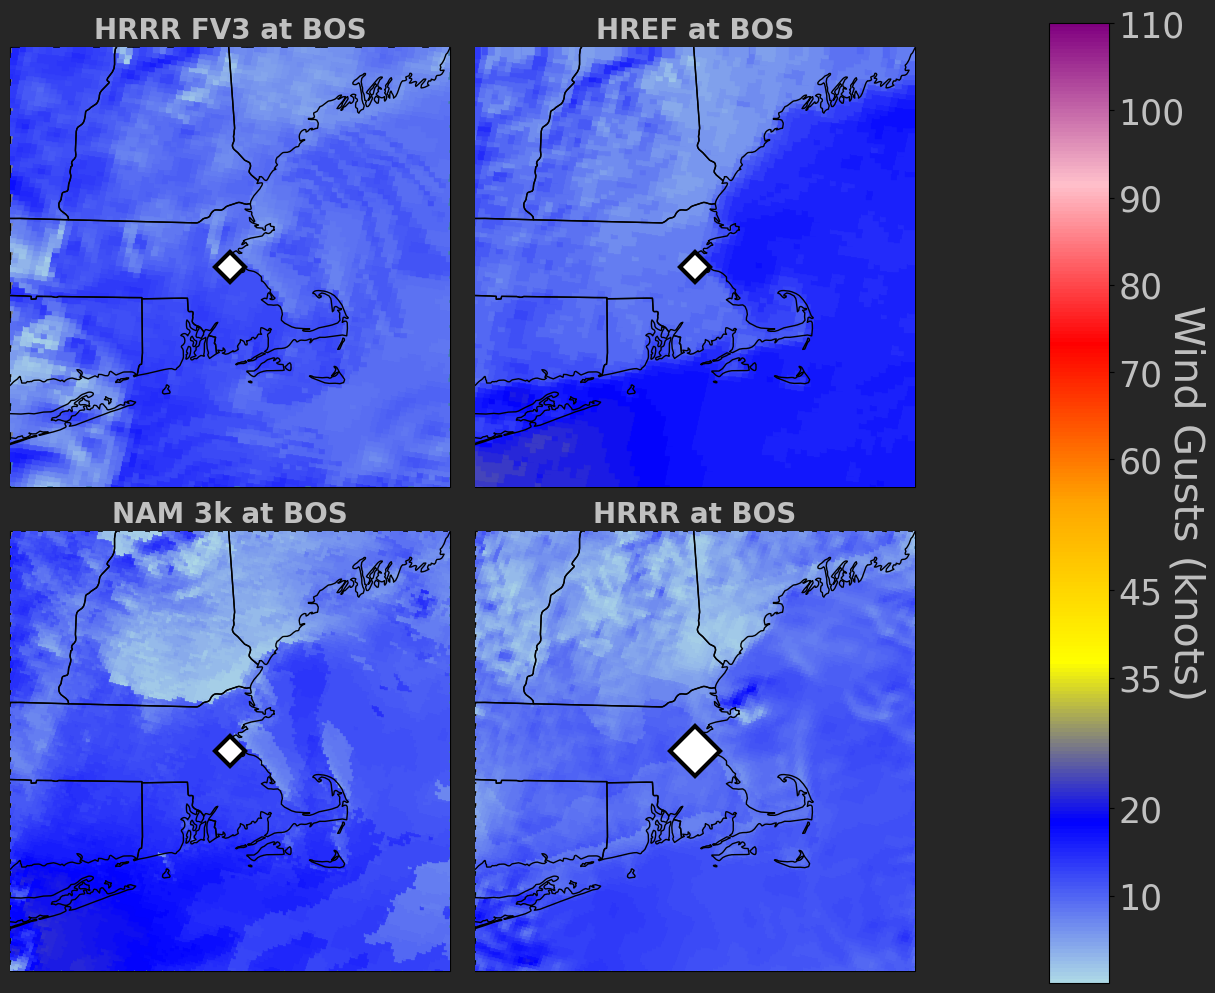 HRRR FV3 at BOS
HREF at BOS
NAM 3k at BOS
HRRR at BOS
110
100
90
80
70
60
45
35
20
10
Wind Gusts (knots)